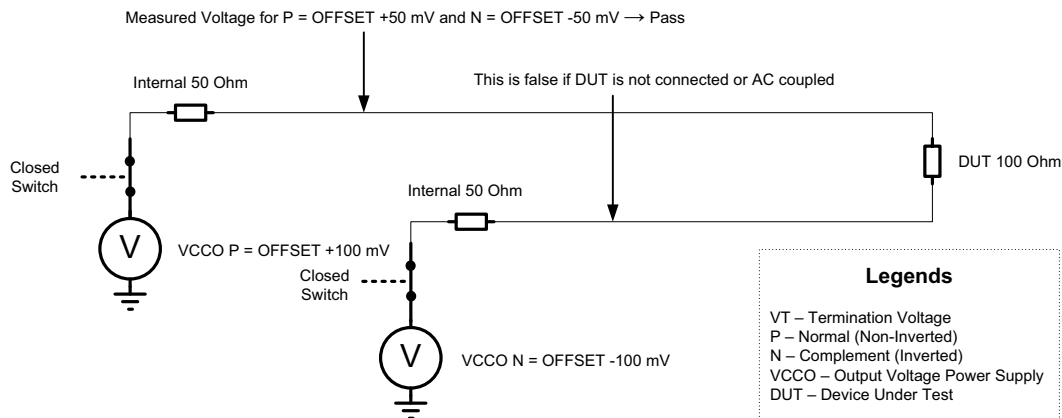 Measured Voltage for P = OFFSET +50 mV and N = OFFSET -50 mV → Pass
Internal 50 Ohm
This is false if DUT is not connected or AC coupled
Closed
Switch
DUT 100 Ohm
Internal 50 Ohm
V
VCCO P = OFFSET +100 mV
Closed
Switch
V
VCCO N = OFFSET -100 mV
Legends
VT – Termination Voltage
P – Normal (Non-Inverted)
N – Complement (Inverted)
VCCO – Output Voltage Power Supply
DUT – Device Under Test